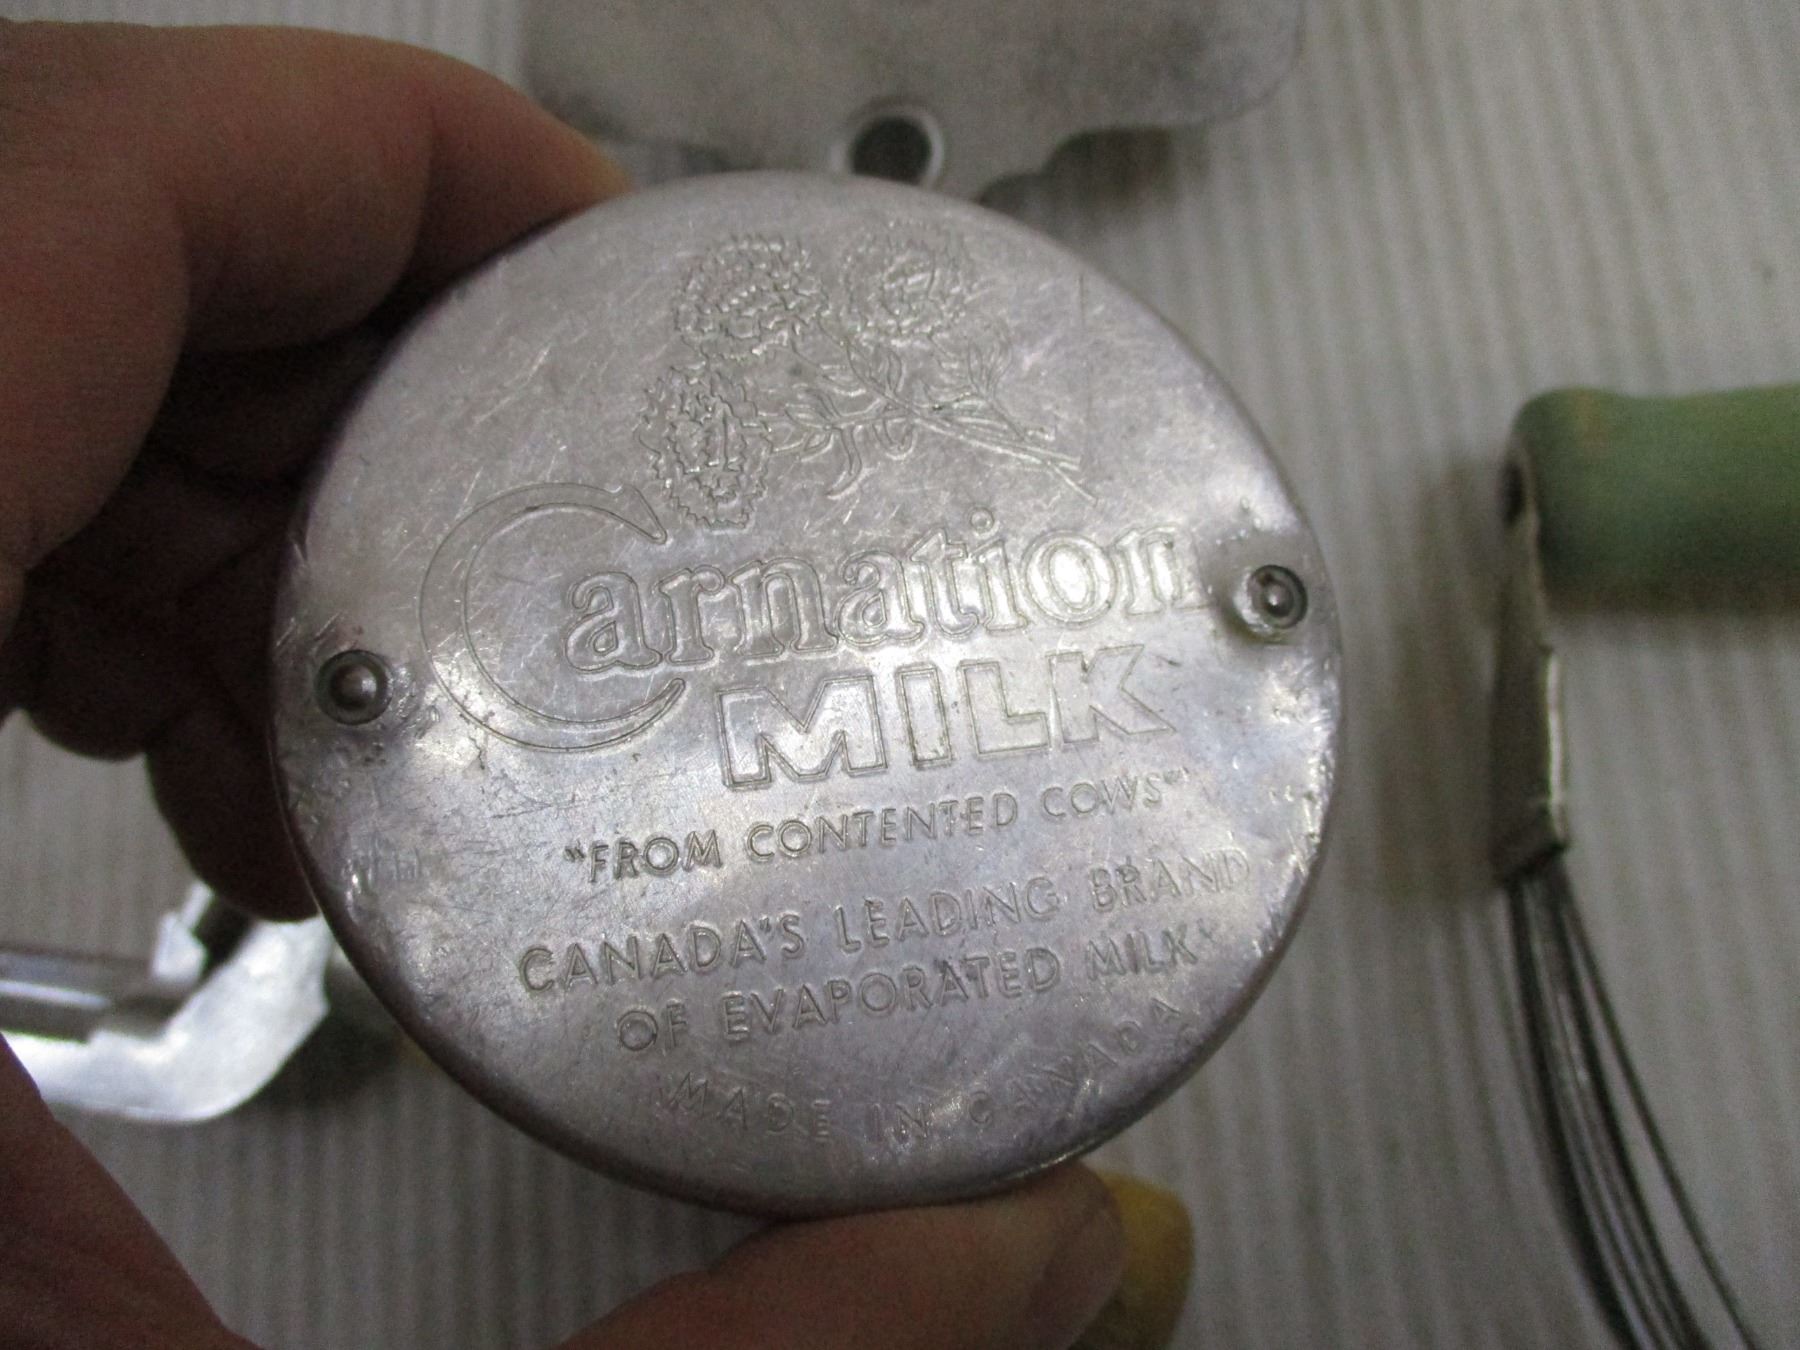 Carnation
MILK
"FROM CONTENTED COWS"
CANADA'S LEADING BRAND
OF EVAPORATED MILK
MADE IN CANADA